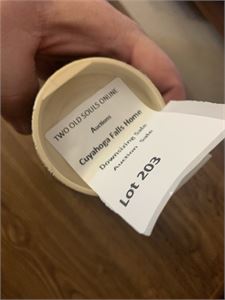 TWO OLD SOULS ONLINE
Auctions
Cuyahoga Falls Home
Downsizing Sale
Auction Sale
Lot 203